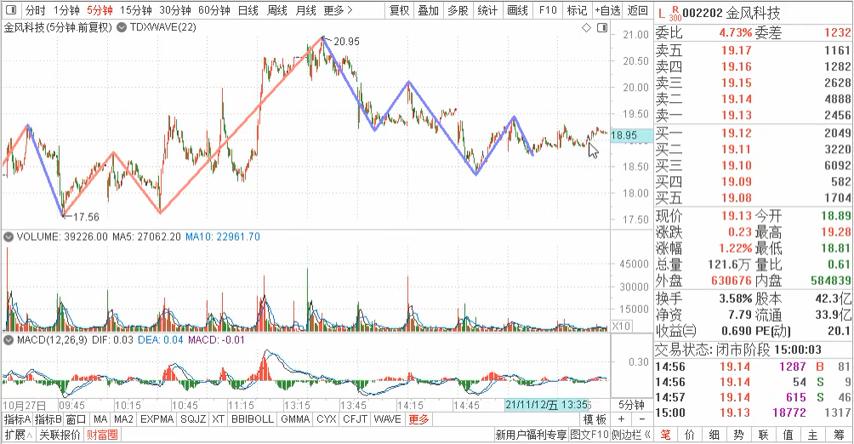 分时 1分钟 5分钟 15分钟 30分钟 60分钟 日线 周线 月线 更多 > 复权 叠加 多股 统计 画线 F10 标记 +自选 返回
金风科技(5分钟 前复权) TDXWAVE(22)
20.95
17.56
21.00
20.50
20.00
19.50
18.95
18.50
18.00
17.50
VOLUME: 39226.00 MA5: 27062.20 MA10: 22961.70
45000
30000
15000
X10
MACD(12,26,9) DIF: 0.03 DEA: 0.04 MACD: -0.01
0.30
10月27日 09:45 10:15 10:45 11:15 13:15 13:45 14:15 14:45 21/11/12/五 13:35 5分钟
指标A 指标B 窗口 MA MA2 EXPMA SQJZ XT BBIBOLL GMMA CYX CFJT WAVE 更多 模板 + -
扩展∧ 关联报价 财富圈 新用户福利专享 图文F10 侧边栏《
L R 300 002202 金风科技
委比 4.73% 委差 1232
卖五 19.17 1161
卖四 19.16 1282
卖三 19.15 2628
卖二 19.14 4888
卖一 19.13 2456
买一 19.12 2049
买二 19.11 3220
买三 19.10 6092
买四 19.09 582
买五 19.08 1704
现价 19.13 今开 18.89
涨跌 0.23 最高 19.28
涨幅 1.22% 最低 18.81
总量 121.6万 量比 0.61
外盘 630676 内盘 584839
换手 3.58% 股本 42.3亿
净资 7.79 流通 33.9亿
收益㈢ 0.690 PE(动) 20.1
交易状态: 闭市阶段 15:00:03
14:56 19.14 1287 B 81
14:56 19.14 54 S 9
14:57 19.14 615 S 46
15:00 19.13 18772 1317
笔 价 细 势 联 值 主 筹